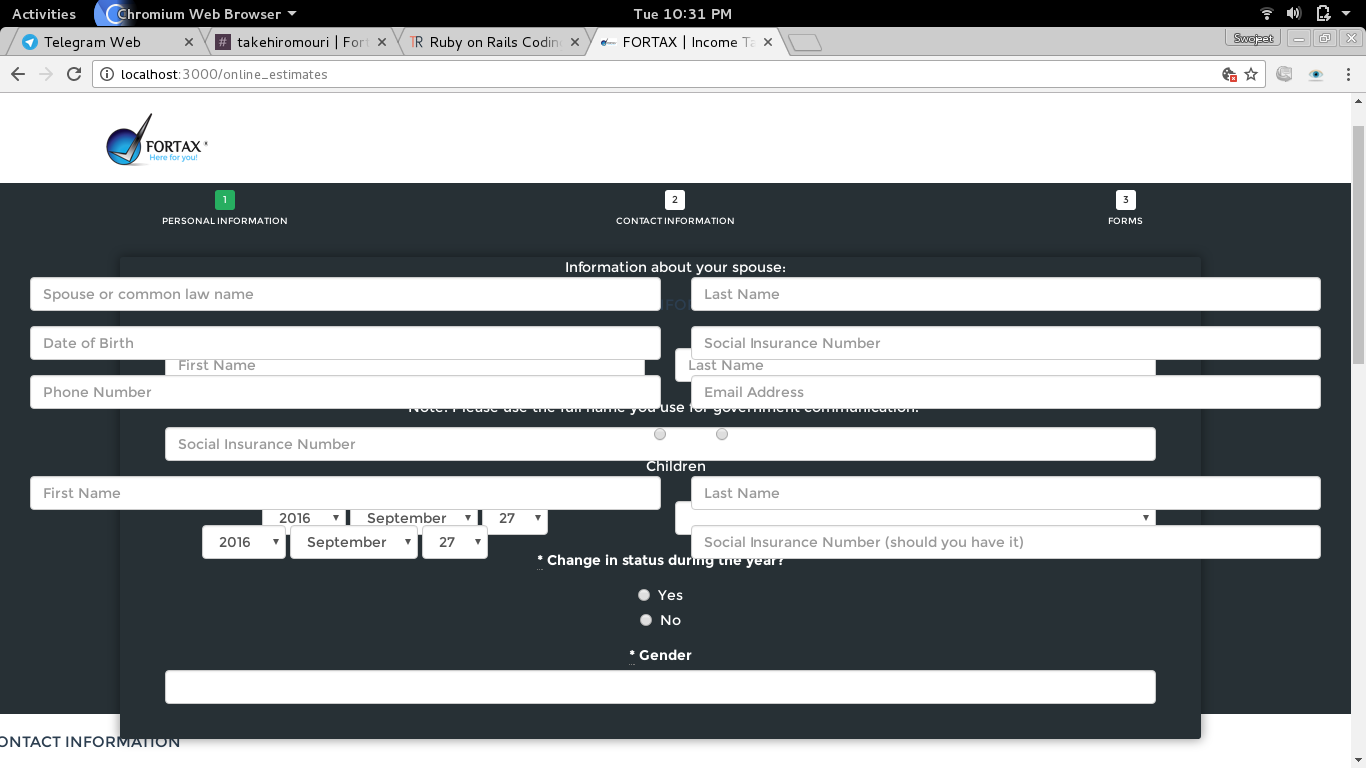 Activities Chromium Web Browser Tue 10:31 PM
Telegram Web takehiromouri | Fort Ruby on Rails Codin FORTAX | Income Ta Swojeet
localhost:3000/online_estimates
FORTAX
Here for you!
1 2 3
PERSONAL INFORMATION CONTACT INFORMATION FORMS
Information about your spouse:
Spouse or common law name Last Name
Date of Birth Social Insurance Number
First Name Last Name
Phone Number Email Address
Note: Please use the full name you use for government communication.
Social Insurance Number
Children
First Name Last Name
2016 September 27
2016 September 27 Social Insurance Number (should you have it)
* Change in status during the year?
Yes
No
* Gender
ONTACT INFORMATION